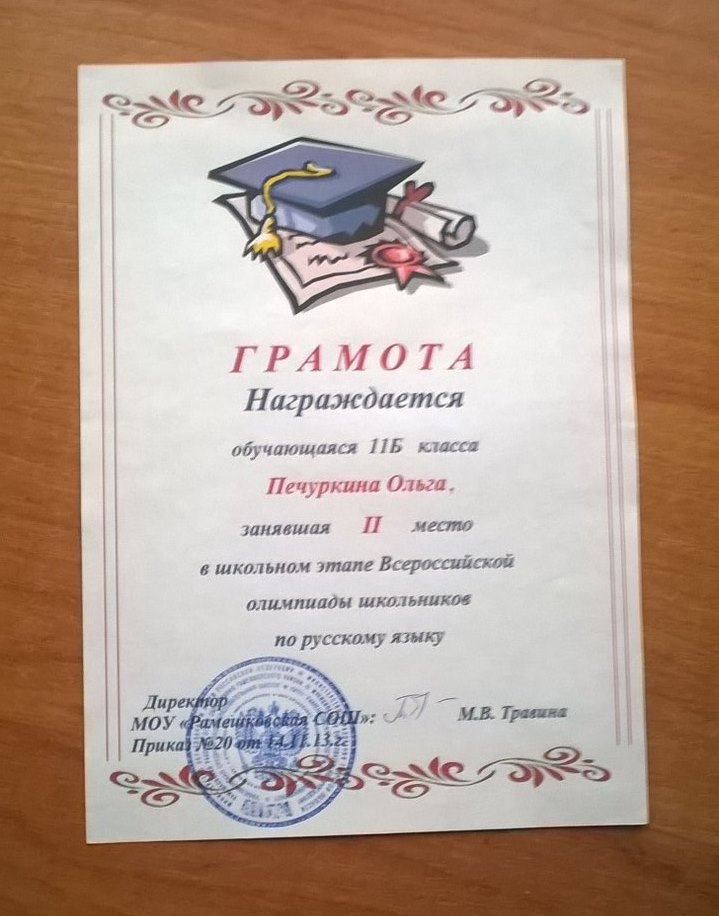 ГРАМОТА
Награждается
обучающаяся 11Б класса
Печуркина Ольга,
занявшая II место
в школьном этапе Всероссийской
олимпиады школьников
по русскому языку
Директор
МОУ «Рамешковская СОШ»: М.В. Травина
Приказ №20 от 14.11.13.г.